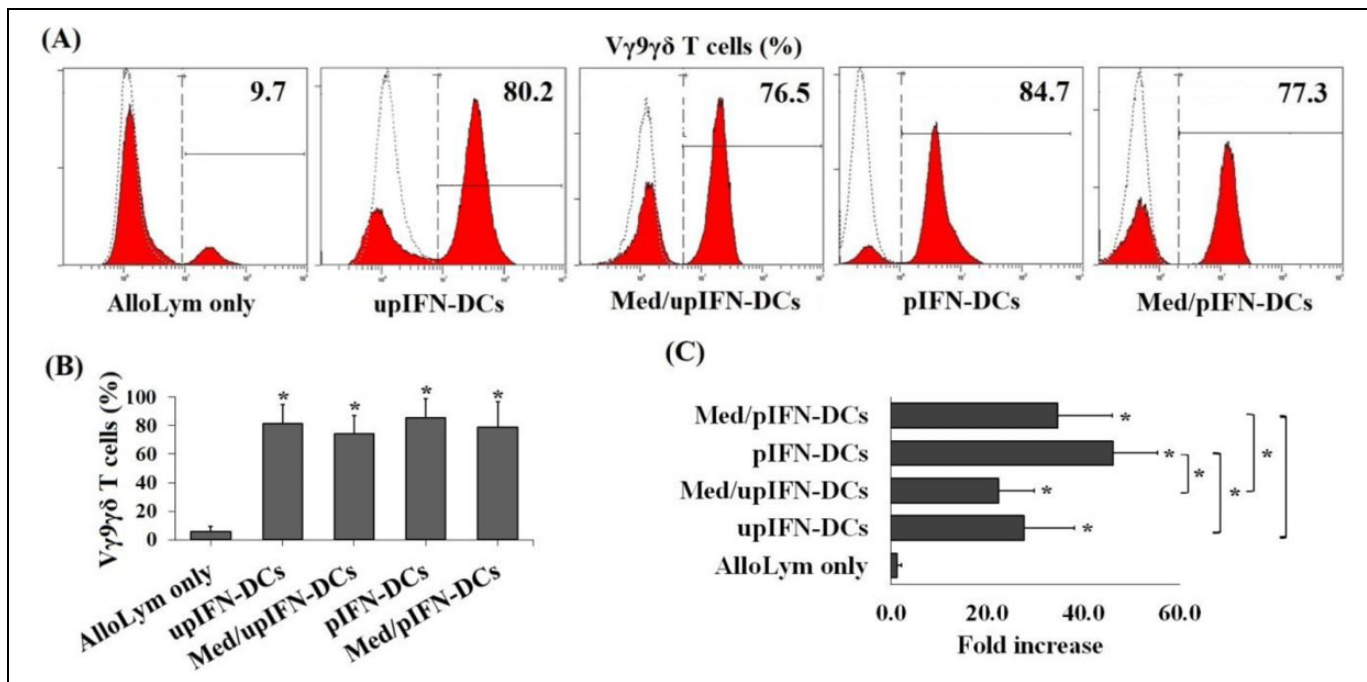 (A)
Vγ9γδ T cells (%)
9.7
80.2
76.5
84.7
77.3
AlloLym only
upIFN-DCs
Med/upIFN-DCs
pIFN-DCs
Med/pIFN-DCs
(B)
Vγ9γδ T cells (%)
100
80
60
40
20
0
*
*
*
*
AlloLym only
upIFN-DCs
Med/upIFN-DCs
pIFN-DCs
Med/pIFN-DCs
(C)
Med/pIFN-DCs
pIFN-DCs
Med/upIFN-DCs
upIFN-DCs
AlloLym only
*
*
*
*
*
*
*
0.0 20.0 40.0 60.0
Fold increase